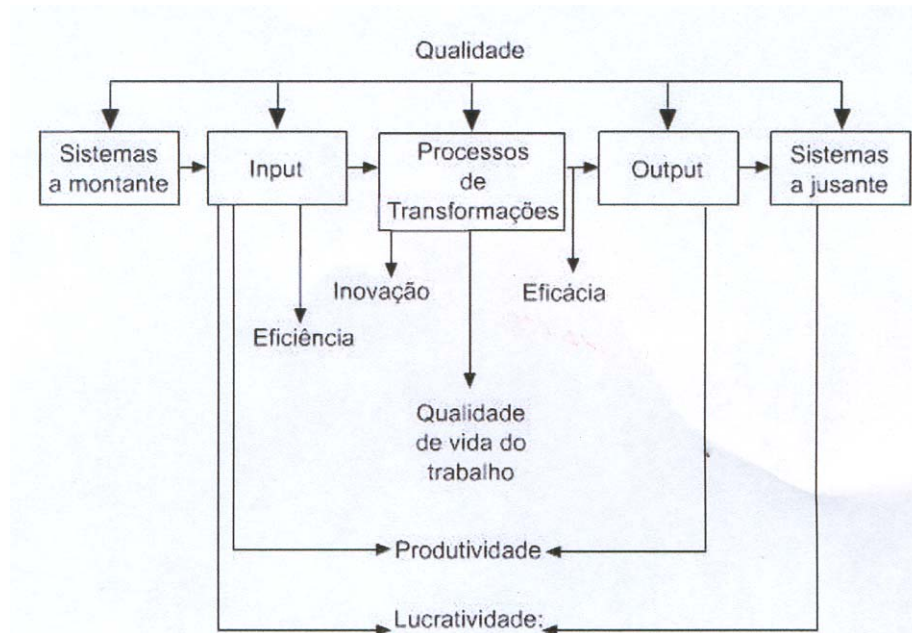 Qualidade
Sistemas
a montante
Input
Processos
de
Transformações
Output
Sistemas
a jusante
Inovação
Eficácia
Eficiência
Qualidade
de vida do
trabalho
Produtividade
Lucratividade: